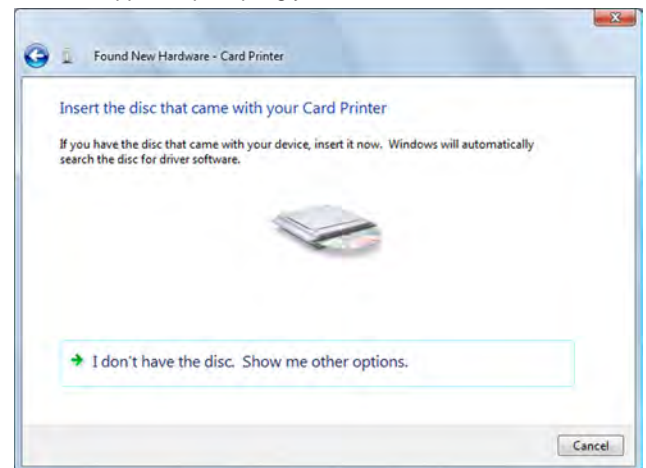 Found New Hardware - Card Printer
Insert the disc that came with your Card Printer
If you have the disc that came with your device, insert it now.  Windows will automatically
search the disc for driver software.
I don't have the disc.  Show me other options.
Cancel